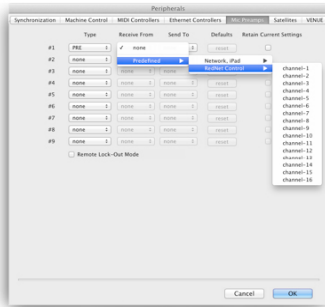 Peripherals
Synchronization Machine Control MIDI Controllers Ethernet Controllers Mic Preamps Satellites VENUE
Type Receive From Send To Defaults Retain Current Settings
#1 PRE ✓ none reset
#2 none Predefined Network, iPad
RedNet Control
#3 none none none
#4 none none none reset
#5 none none none reset
#6 none none none reset
#7 none none none reset
#8 none none none reset
#9 none none none reset
channel-1
channel-2
channel-3
channel-4
channel-5
channel-6
channel-7
channel-8
channel-9
channel-10
channel-11
channel-12
channel-13
channel-14
channel-15
channel-16
Remote Lock-Out Mode
Cancel OK